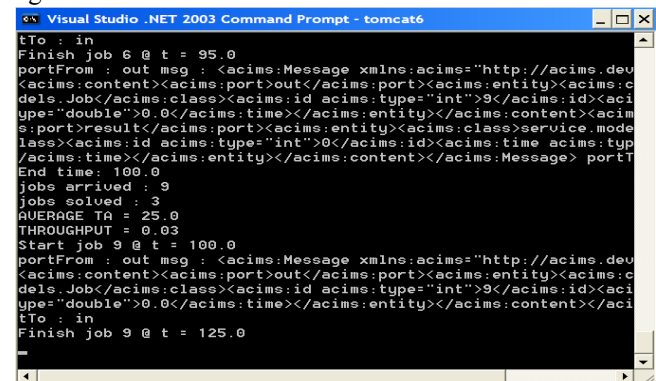 Visual Studio .NET 2003 Command Prompt - tomcat6
tTo : in
Finish job 6 @ t = 95.0
portFrom : out msg : <acims:Message xmlns:acims="http://acims.dev
<acims:content><acims:port>out</acims:port><acims:entity><acims:c
dels.Job</acims:class><acims:id acims:type="int">9</acims:id><aci
ype="double">0.0</acims:time></acims:entity></acims:content><acim
s:port>result</acims:port><acims:entity><acims:class>service.mode
lass><acims:id acims:type="int">0</acims:id><acims:time acims:typ
/acims:time></acims:entity></acims:content></acims:Message> portT
End time: 100.0
jobs arrived : 9
jobs solved : 3
AVERAGE TA = 25.0
THROUGHPUT = 0.03
Start job 9 @ t = 100.0
portFrom : out msg : <acims:Message xmlns:acims="http://acims.dev
<acims:content><acims:port>out</acims:port><acims:entity><acims:c
dels.Job</acims:class><acims:id acims:type="int">9</acims:id><aci
ype="double">0.0</acims:time></acims:entity></acims:content></aci
tTo : in
Finish job 9 @ t = 125.0